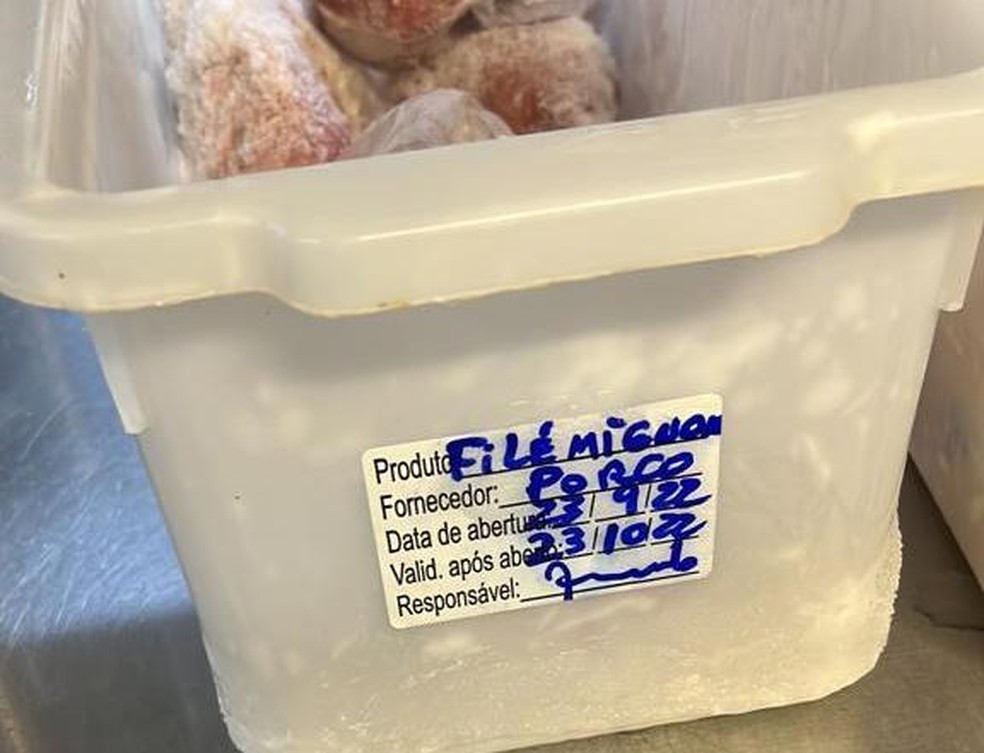 Produto FiLÉ MiGNON
Fornecedor: PORCO
Data de abertura: 23/9/22
Valid. após aberto: 23/10/22
Responsável: